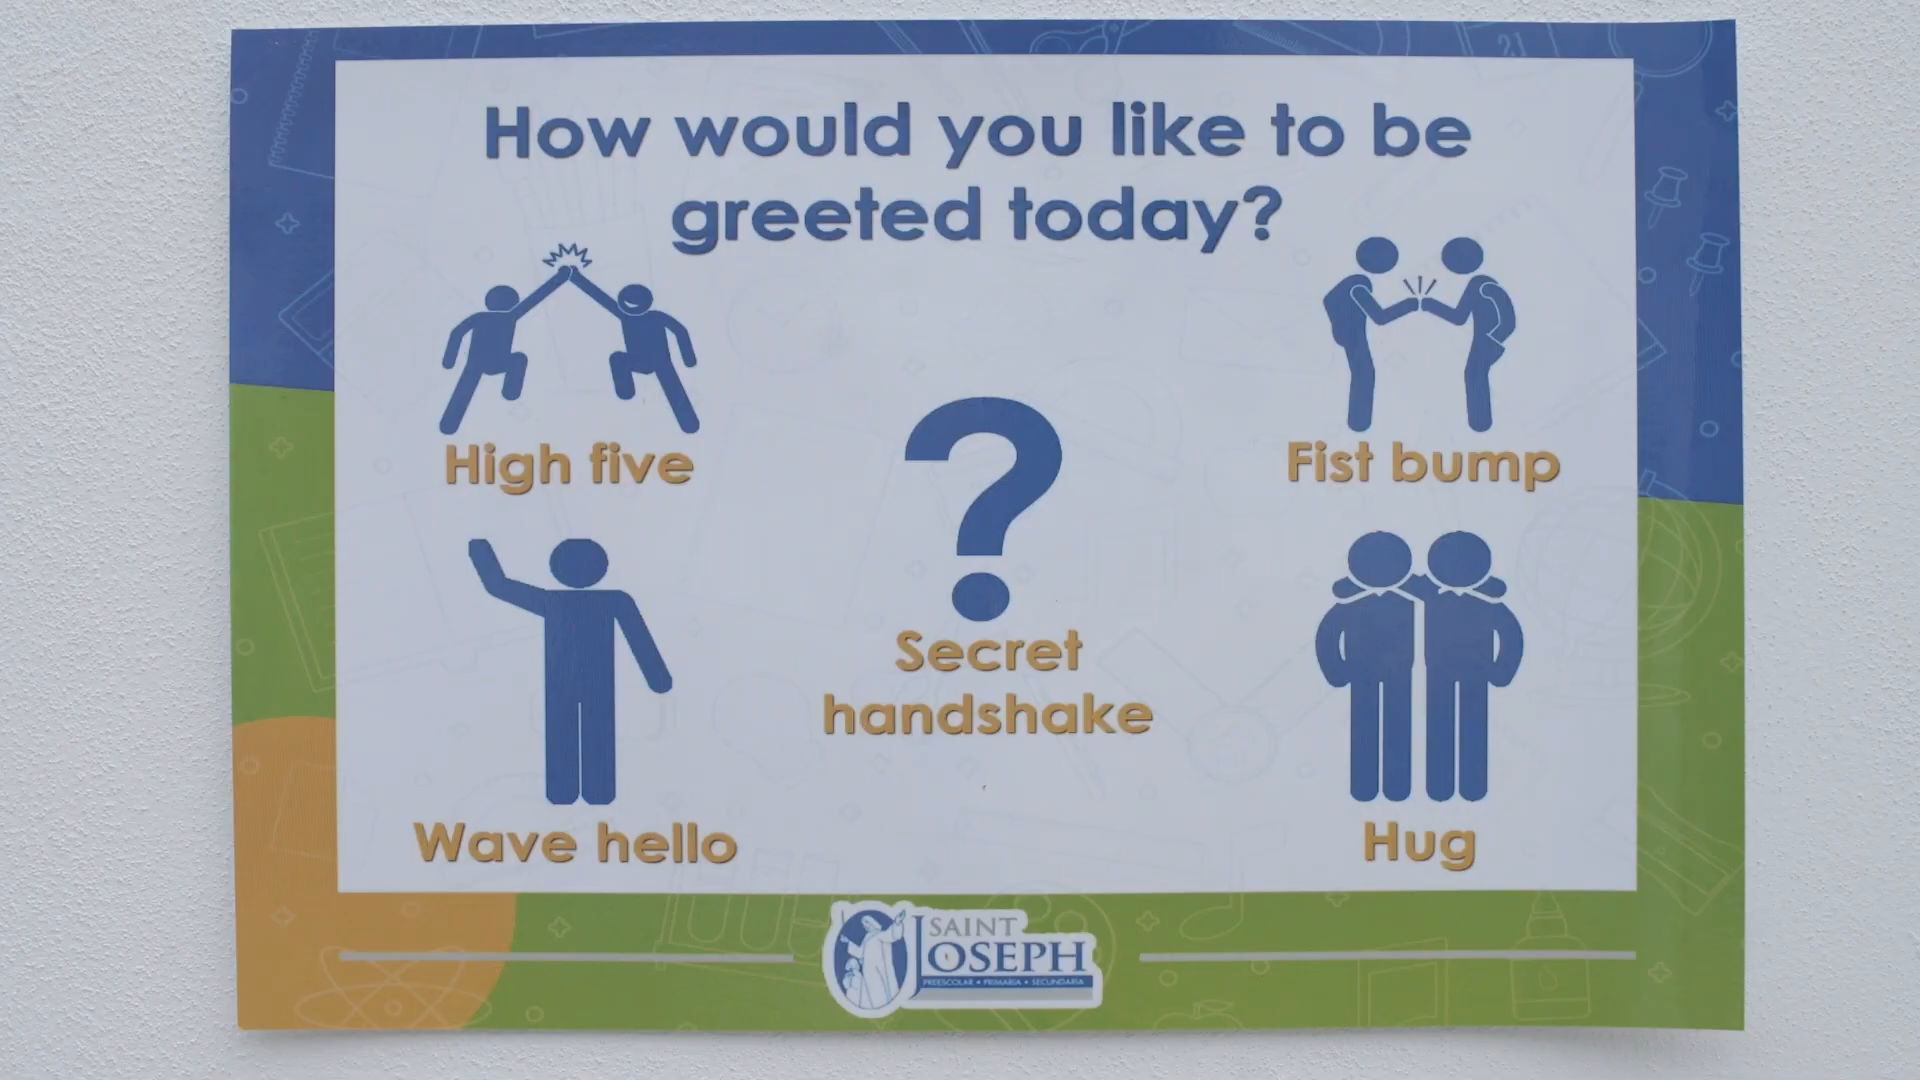 How would you like to be
greeted today?
High five
Fist bump
Secret
handshake
Wave hello
Hug
SAINT
JOSEPH
PREESCOLAR • PRIMARIA • SECUNDARIA
21